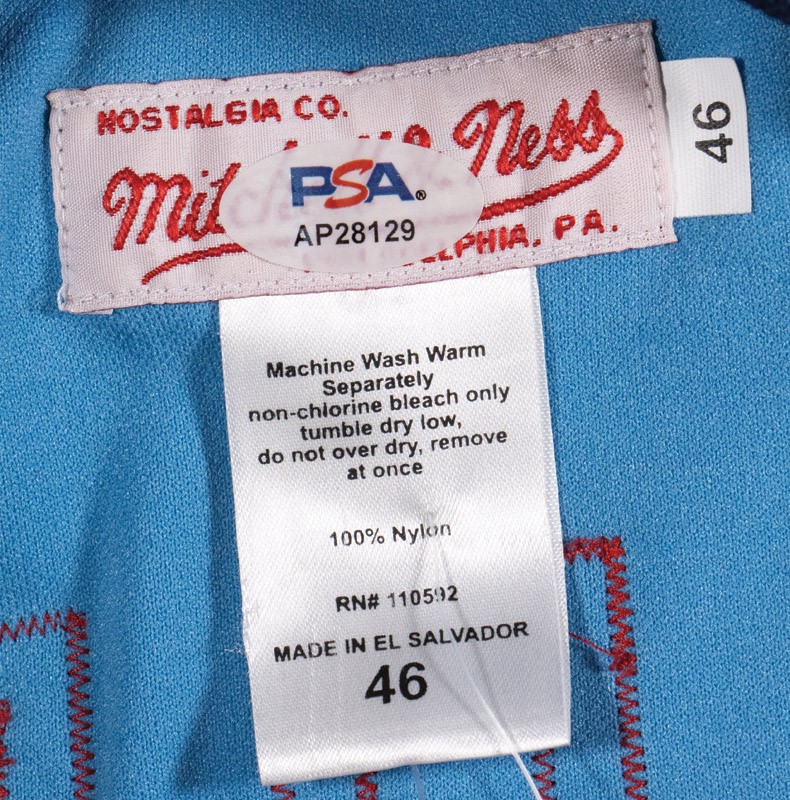 NOSTALGIA CO.
Ness
PSA®
AP28129
PA.
46
Machine Wash Warm
Separately
non-chlorine bleach only
tumble dry low,
do not over dry, remove
at once
100% Nylon
RN# 110592
MADE IN EL SALVADOR
46